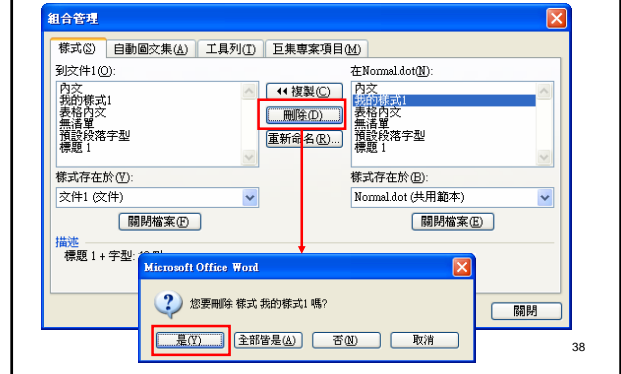 組合管理
樣式(S) 自動圖文集(A) 工具列(T) 巨集專案項目(M)
到文件1(O):
內文
我的樣式1
表格內文
無清單
預設段落字型
標題 1
複製(C)
刪除(D)
重新命名(R)...
在Normal.dot(N):
內文
我的樣式1
表格內文
無清單
預設段落字型
標題 1
樣式存在於(V):
文件1 (文件)
關閉檔案(F)
樣式存在於(B):
Normal.dot (共用範本)
關閉檔案(E)
描述
標題 1 + 字型:
Microsoft Office Word
您要刪除 樣式 我的樣式1 嗎?
是(Y) 全部皆是(A) 否(N) 取消
關閉
38